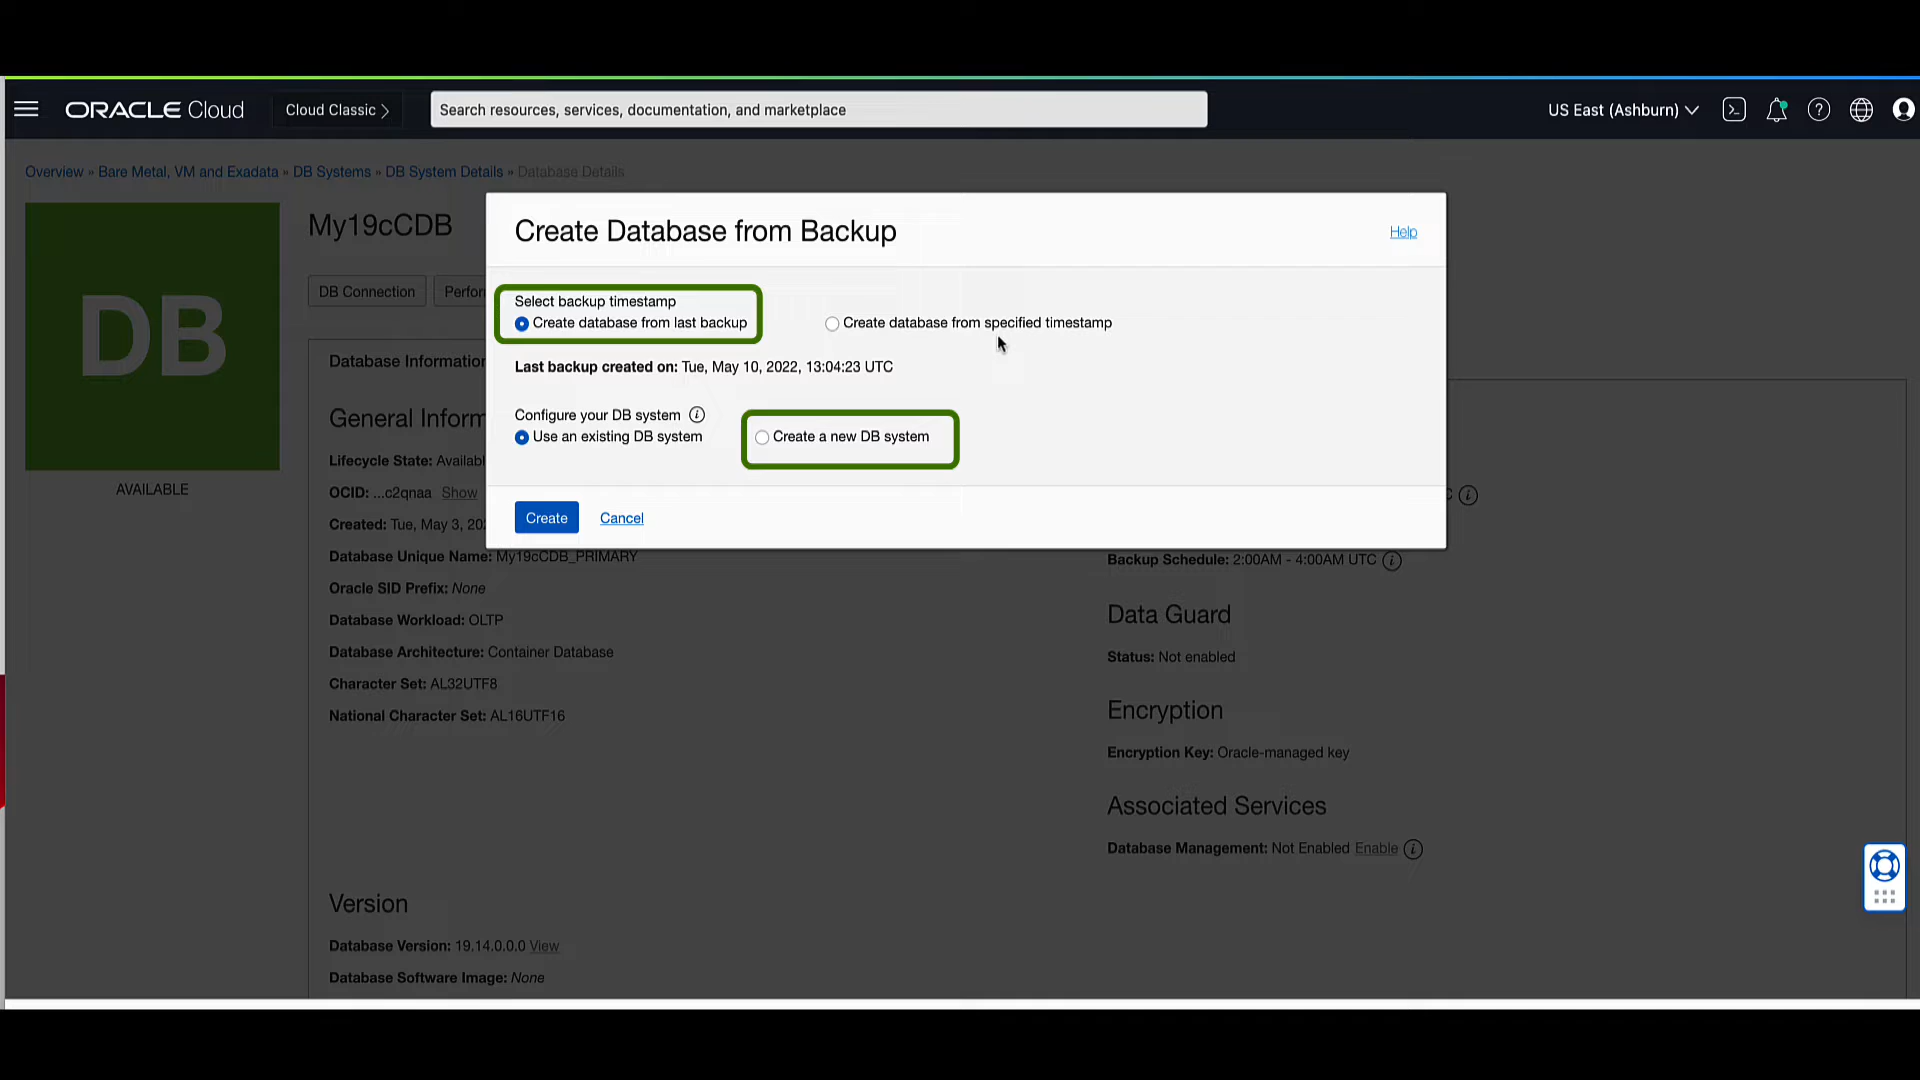 ORACLE Cloud
Cloud Classic
Search resources, services, documentation, and marketplace
US East (Ashburn)
Overview » Bare Metal, VM and Exadata » DB Systems » DB System Details » Database Details
DB
AVAILABLE
My19cCDB
DB Connection
Perfor
Create Database from Backup
Help
Select backup timestamp
Create database from last backup
Create database from specified timestamp
Last backup created on: Tue, May 10, 2022, 13:04:23 UTC
Configure your DB system
Use an existing DB system
Create a new DB system
Create
Cancel
Database Information
General Inform
Lifecycle State: Availabl
OCID: ...c2qnaa Show
Created: Tue, May 3, 20
Database Unique Name: My19cCDB_PRIMARY
Oracle SID Prefix: None
Database Workload: OLTP
Database Architecture: Container Database
Character Set: AL32UTF8
National Character Set: AL16UTF16
Version
Database Version: 19.14.0.0.0 View
Database Software Image: None
Backup Schedule: 2:00AM - 4:00AM UTC
Data Guard
Status: Not enabled
Encryption
Encryption Key: Oracle-managed key
Associated Services
Database Management: Not Enabled Enable